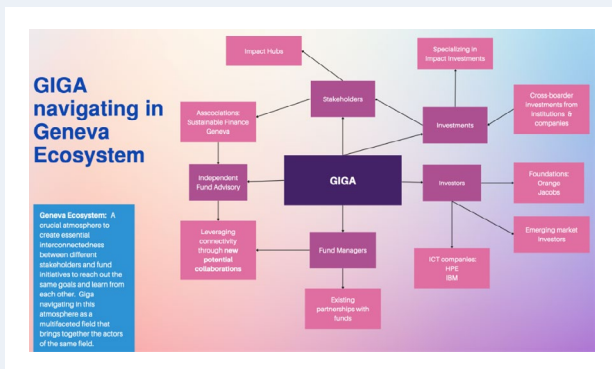 GIGA
navigating in
Geneva
Ecosystem
Geneva Ecosystem: A
crucial atmosphere to
create essential
interconnectedness
between different
stakeholders and fund
initiatives to reach out the
same goals and learn from
each other. Giga
navigating in this
atmosphere as a
multifaceted field that
brings together the actors
of the same field.
Impact Hubs
Specializing in
Impact Investments
Stakeholders
Cross boarder
investments from
institutions &
companies
Associations:
Sustainable Finance
Geneva
Investments
Independent
Fund Advisory
GIGA
Investors
Foundations:
Orange
Jacobs
Leveraging
connectivity
through new
potential
collaborations
Fund Managers
Emerging market
Investors
ICT companies:
HPE
IBM
Existing
partnerships with
funds